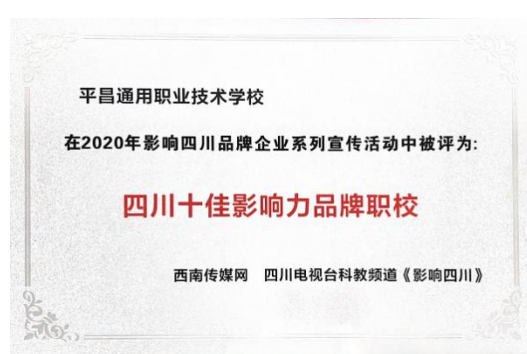 平昌通用职业技术学校
在2020年影响四川品牌企业系列宣传活动中被评为:
四川十佳影响力品牌职校
西南传媒网 四川电视台科教频道《影响四川》